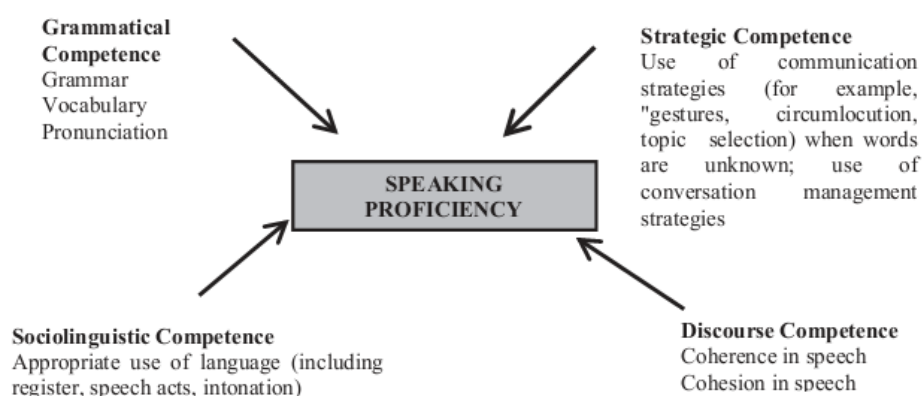 Grammatical
Competence
Grammar
Vocabulary
Pronunciation
Strategic Competence
Use of communication
strategies (for example,
"gestures, circumlocution,
topic selection) when words
are unknown; use of
conversation management
strategies
SPEAKING
PROFICIENCY
Sociolinguistic Competence
Appropriate use of language (including
register, speech acts, intonation)
Discourse Competence
Coherence in speech
Cohesion in speech